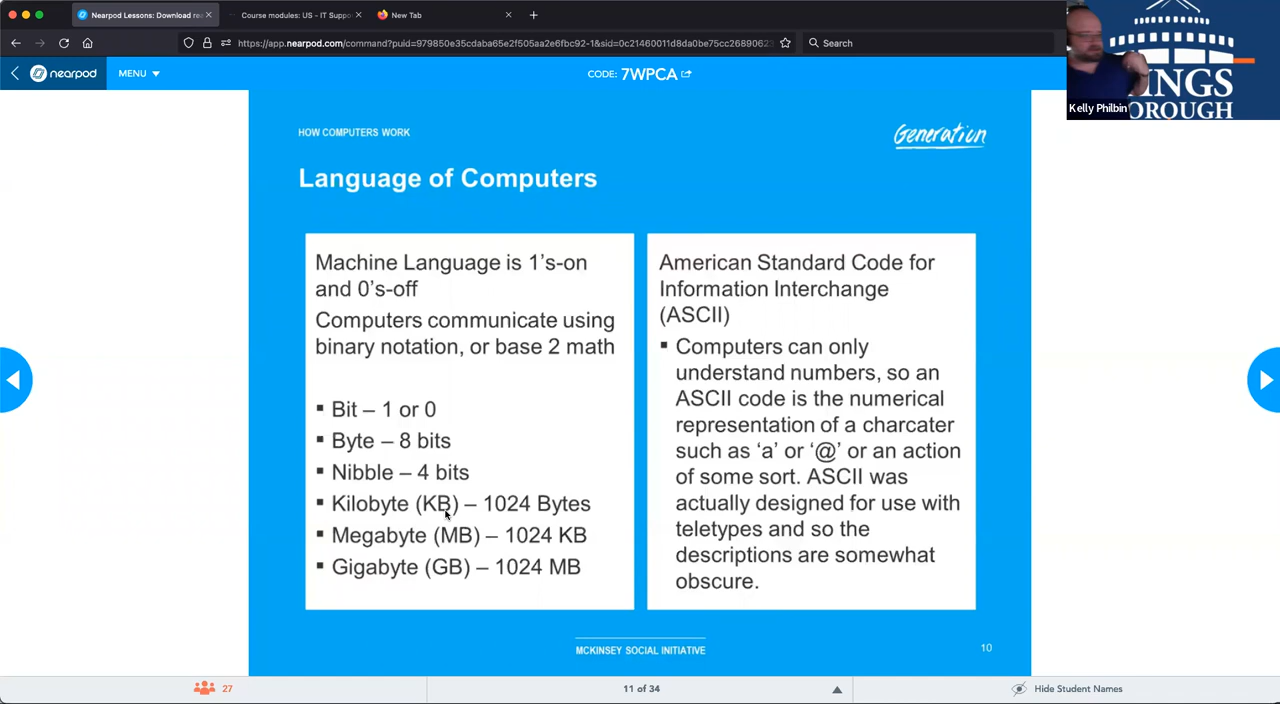 Nearpod Lessons: Download rea
Course modules: US - IT Suppo
New Tab
https://app.nearpod.com/command?puid=979850e35cdaba65e2f505aa2e6fbc92-1&sid=0c21460011d8da0be75cc26890623
Search
nearpod
MENU
CODE: 7WPCA
INGS
OROUGH
Kelly Philbin
HOW COMPUTERS WORK
Generation
Language of Computers
Machine Language is 1's-on
and 0's-off
Computers communicate using
binary notation, or base 2 math
▪ Bit – 1 or 0
▪ Byte – 8 bits
▪ Nibble – 4 bits
▪ Kilobyte (KB) – 1024 Bytes
▪ Megabyte (MB) – 1024 KB
▪ Gigabyte (GB) – 1024 MB
American Standard Code for
Information Interchange
(ASCII)
▪ Computers can only
understand numbers, so an
ASCII code is the numerical
representation of a charcater
such as ‘a’ or ‘@’ or an action
of some sort. ASCII was
actually designed for use with
teletypes and so the
descriptions are somewhat
obscure.
MCKINSEY SOCIAL INITIATIVE
10
27
11 of 34
Hide Student Names